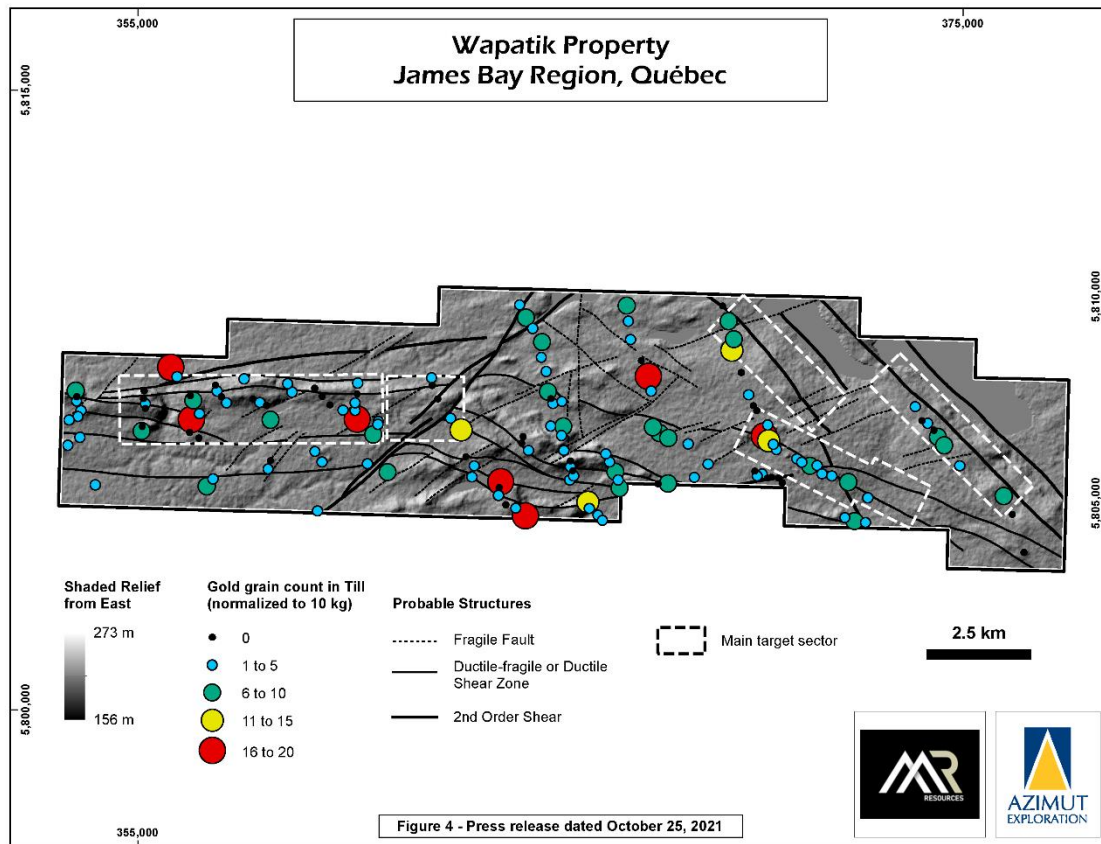 355,000
375,000
Wapatik Property
James Bay Region, Québec
5,815,000
5,810,000
5,805,000
5,800,000
Shaded Relief
from East
273 m
156 m
Gold grain count in Till
(normalized to 10 kg)
0
1 to 5
6 to 10
11 to 15
16 to 20
Probable Structures
Fragile Fault
Ductile-fragile or Ductile
Shear Zone
2nd Order Shear
Main target sector
2.5 km
MR
RESOURCES
AZIMUT
EXPLORATION
355,000
Figure 4 - Press release dated October 25, 2021